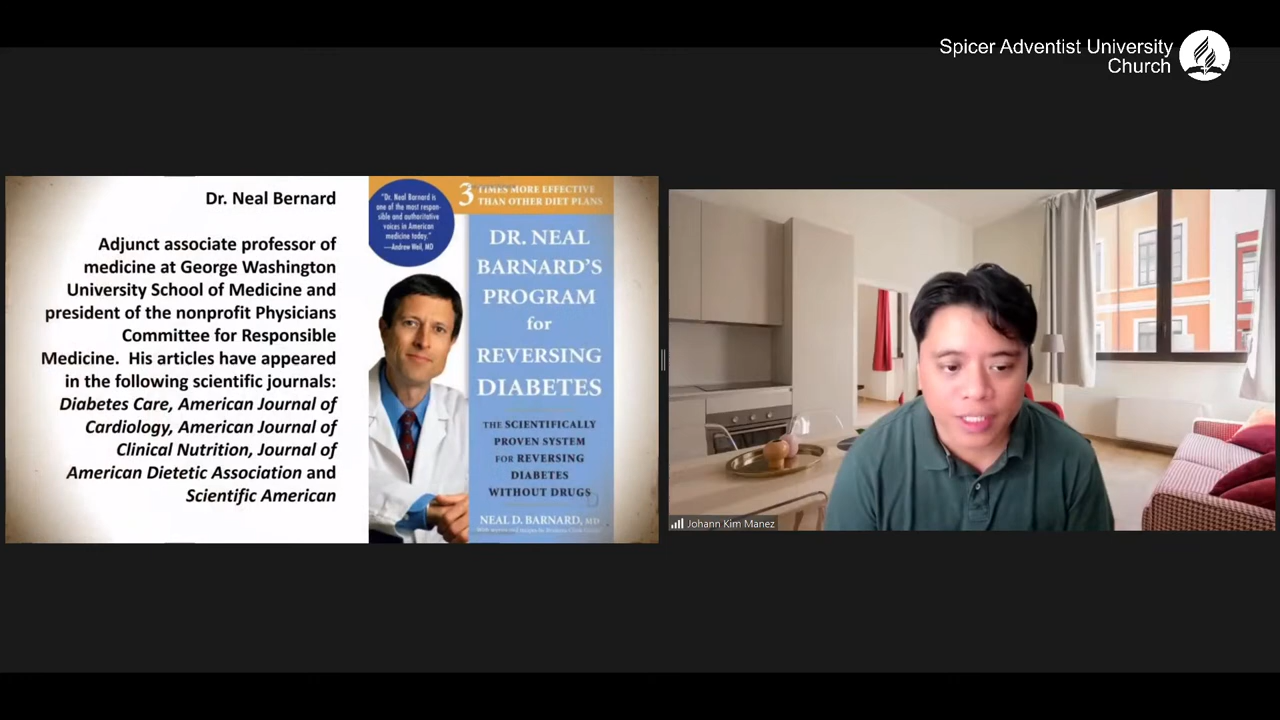 Spicer Adventist University
Church
Dr. Neal Bernard
Adjunct associate professor of
medicine at George Washington
University School of Medicine and
president of the nonprofit Physicians
Committee for Responsible
Medicine. His articles have appeared
in the following scientific journals:
Diabetes Care, American Journal of
Cardiology, American Journal of
Clinical Nutrition, Journal of
American Dietetic Association and
Scientific American
"Dr. Neal Barnard is
one of the most respon-
sible and authoritative
voices in American
medicine today."
—Andrew Weil, MD
3 TIMES MORE EFFECTIVE
THAN OTHER DIET PLANS
DR. NEAL
BARNARD'S
PROGRAM
for
REVERSING
DIABETES
THE SCIENTIFICALLY
PROVEN SYSTEM
FOR REVERSING
DIABETES
WITHOUT DRUGS
NEAL D. BARNARD, MD
Johann Kim Manez